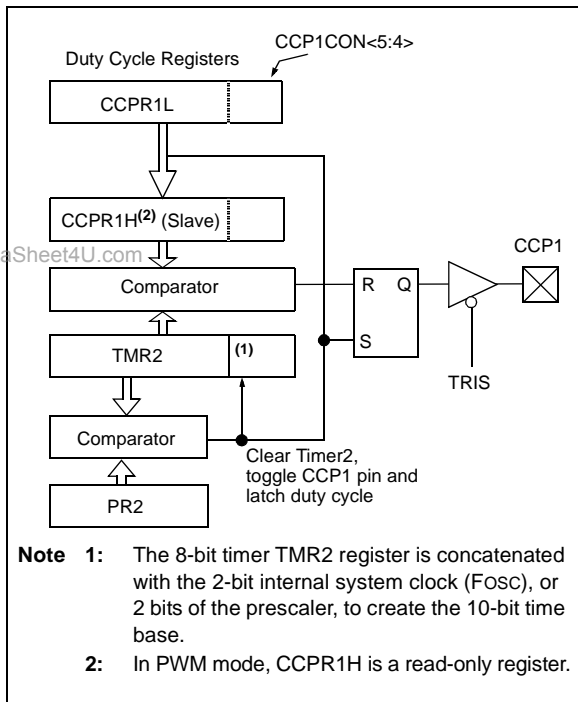 CCP1CON<5:4>
Duty Cycle Registers
CCPR1L
CCPR1H(2) (Slave)
aSheet4U.com
CCP1
Comparator
R Q
TMR2
(1)
S
TRIS
Comparator
Clear Timer2,
toggle CCP1 pin and
latch duty cycle
PR2
Note 1: The 8-bit timer TMR2 register is concatenated
with the 2-bit internal system clock (FOSC), or
2 bits of the prescaler, to create the 10-bit time
base.
2: In PWM mode, CCPR1H is a read-only register.